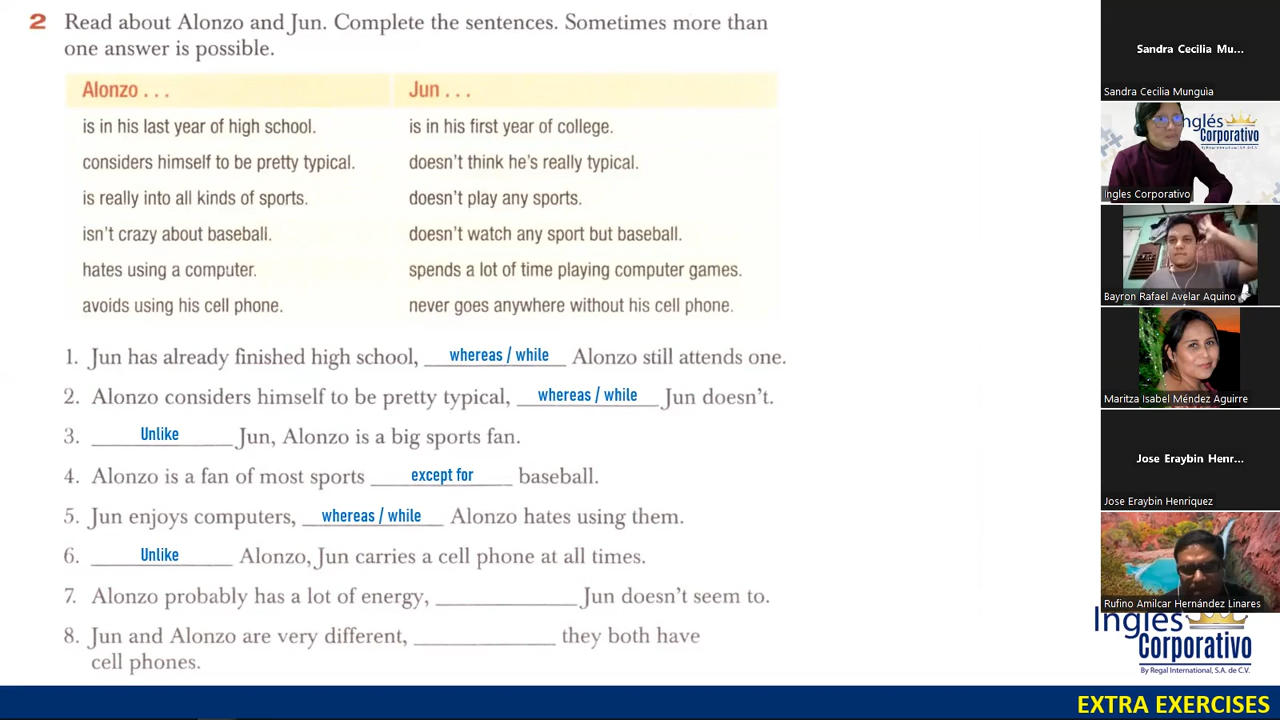 2 Read about Alonzo and Jun. Complete the sentences. Sometimes more than
one answer is possible.
Alonzo . . . Jun . . .
is in his last year of high school. is in his first year of college.
considers himself to be pretty typical. doesn't think he's really typical.
is really into all kinds of sports. doesn't play any sports.
isn't crazy about baseball. doesn't watch any sport but baseball.
hates using a computer. spends a lot of time playing computer games.
avoids using his cell phone. never goes anywhere without his cell phone.
1. Jun has already finished high school, whereas / while Alonzo still attends one.
2. Alonzo considers himself to be pretty typical, whereas / while Jun doesn't.
3. Unlike Jun, Alonzo is a big sports fan.
4. Alonzo is a fan of most sports except for baseball.
5. Jun enjoys computers, whereas / while Alonzo hates using them.
6. Unlike Alonzo, Jun carries a cell phone at all times.
7. Alonzo probably has a lot of energy, ______________ Jun doesn't seem to.
8. Jun and Alonzo are very different, ______________ they both have
cell phones.
Sandra Cecilia Mu...
Sandra Cecilia Munguia
Inglés
Corporativo
By Regal International, S.A. de C.V.
Ingles Corporativo
Bayron Rafael Avelar Aquino
Maritza Isabel Méndez Aguirre
Jose Eraybin Henr...
Jose Eraybin Henriquez
Rufino Amilcar Hernández Linares
Inglés
Corporativo
By Regal International, S.A. de C.V.
EXTRA EXERCISES